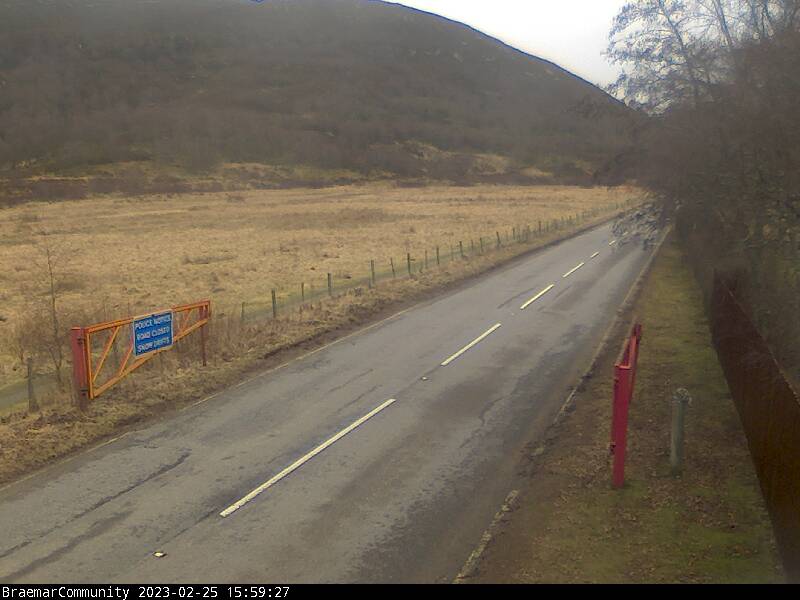 POLICE NOTICE
ROAD CLOSED
SNOW DRIFTS
BraemarCommunity 2023-02-25 15:59:27